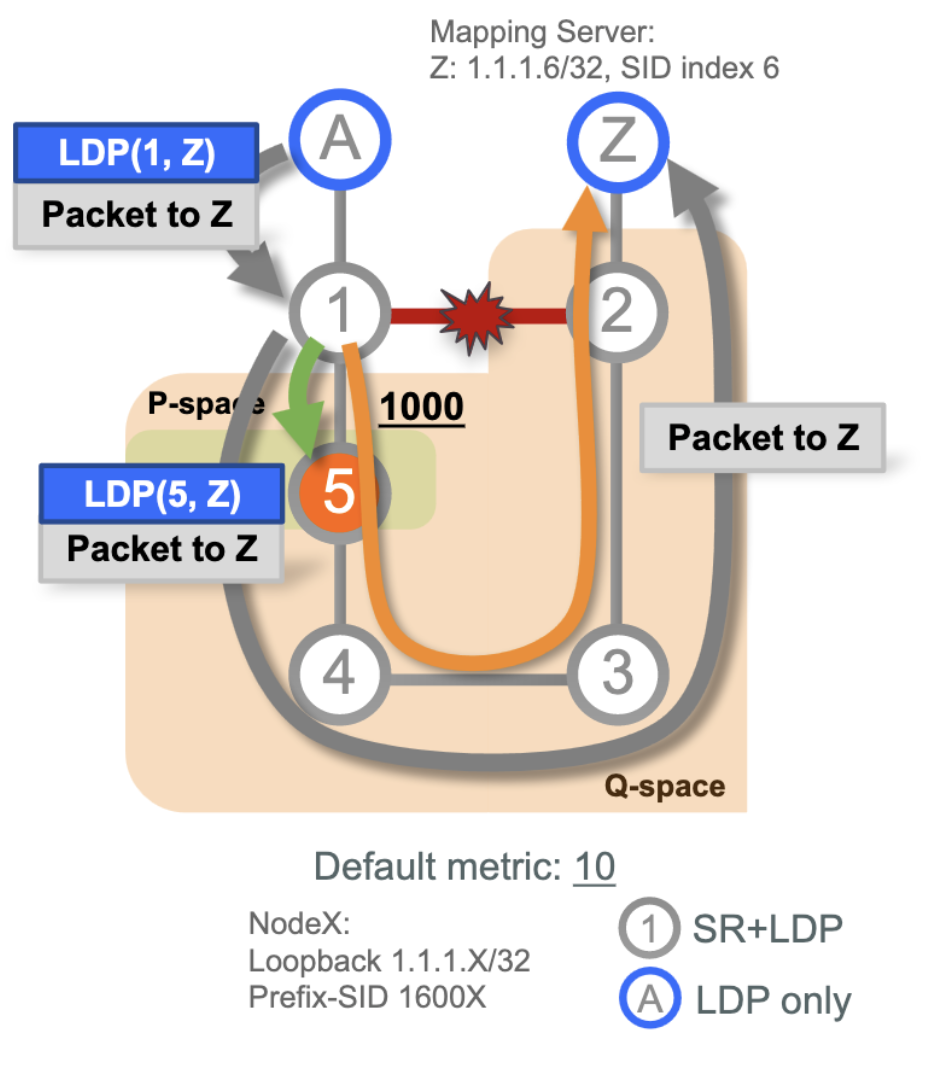 Mapping Server:
Z: 1.1.1.6/32, SID index 6
A
Z
LDP(1, Z)
Packet to Z
1
2
P-space
1000
Packet to Z
5
LDP(5, Z)
Packet to Z
4
3
Q-space
Default metric: 10
NodeX:
Loopback 1.1.1.X/32
Prefix-SID 1600X
1 SR+LDP
A LDP only